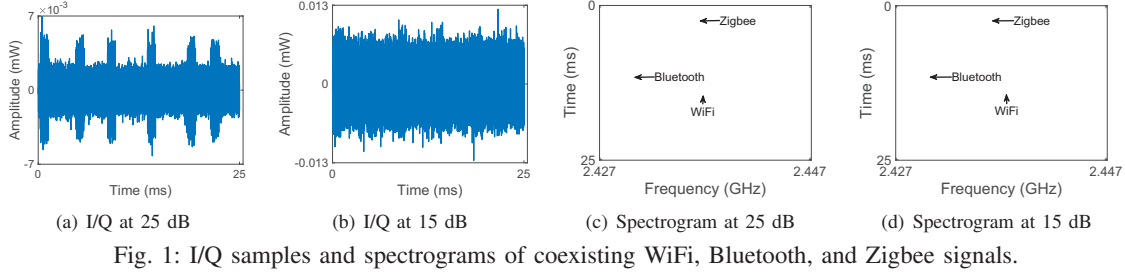 7 ×10⁻³
Amplitude (mW)
0
-7
0
25
Time (ms)
(a) I/Q at 25 dB
0.013
Amplitude (mW)
0
-0.013
0
25
Time (ms)
(b) I/Q at 15 dB
0
Time (ms)
25
Zigbee
Bluetooth
WiFi
2.427
2.447
Frequency (GHz)
(c) Spectrogram at 25 dB
0
Time (ms)
25
Zigbee
Bluetooth
WiFi
2.427
2.447
Frequency (GHz)
(d) Spectrogram at 15 dB
Fig. 1: I/Q samples and spectrograms of coexisting WiFi, Bluetooth, and Zigbee signals.